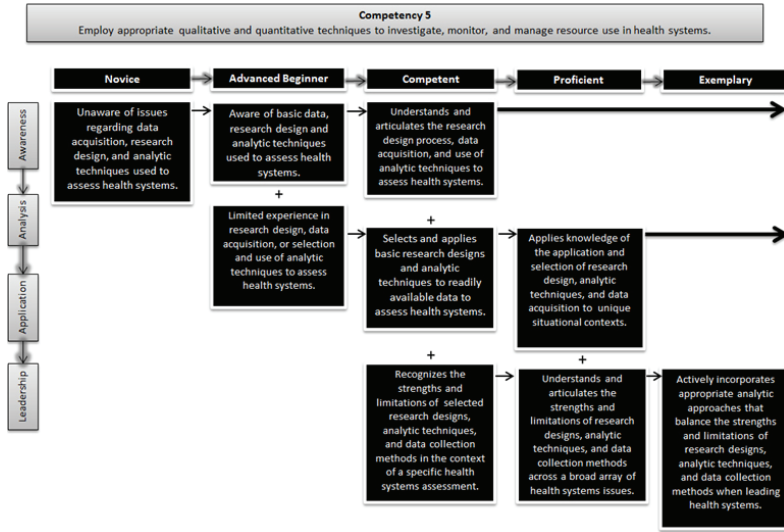 Competency 5
Employ appropriate qualitative and quantitative techniques to investigate, monitor, and manage resource use in health systems.
Novice
Advanced Beginner
Competent
Proficient
Exemplary
Awareness
Analysis
Application
Leadership
Unaware of issues
regarding data
acquisition, research
design, and analytic
techniques used to
assess health systems.
Aware of basic data,
research design and
analytic techniques
used to assess health
systems.
Understands and
articulates the research
design process, data
acquisition, and use of
analytic techniques to
assess health systems.
+
+
Limited experience in
research design, data
acquisition, or selection
and use of analytic
techniques to assess
health systems.
Selects and applies
basic research designs
and analytic
techniques to readily
available data to
assess health systems.
Applies knowledge of
the application and
selection of research
design, analytic
techniques, and data
acquisition to unique
situational contexts.
+
+
Recognizes the
strengths and
limitations of selected
research designs,
analytic techniques,
and data collection
methods in the context
of a specific health
systems assessment.
Understands and
articulates the
strengths and
limitations of research
designs, analytic
techniques, and data
collection methods
across a broad array of
health systems issues.
Actively incorporates
appropriate analytic
approaches that
balance the strengths
and limitations of
research designs,
analytic techniques,
and data collection
methods when leading
health systems.